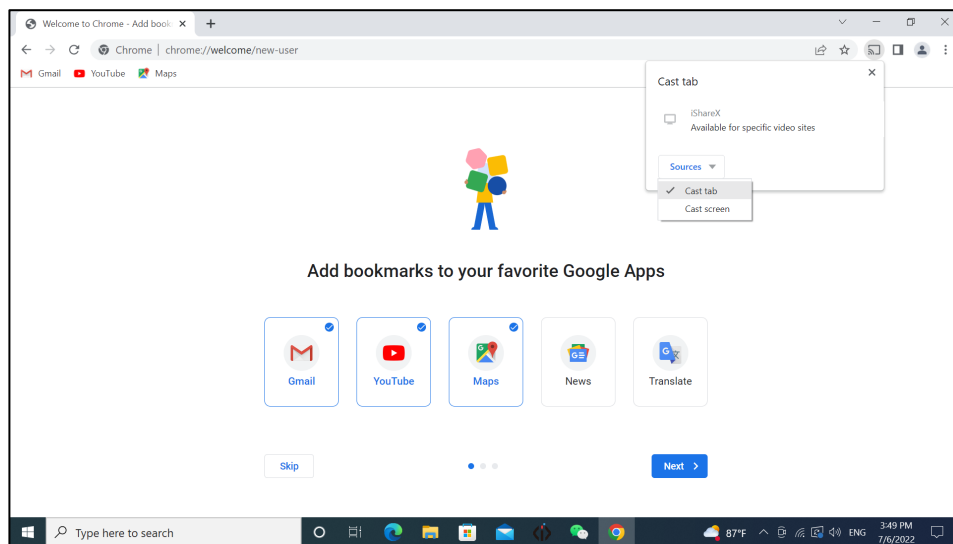 Welcome to Chrome - Add book
Chrome | chrome://welcome/new-user
Gmail YouTube Maps
Cast tab
iShareX
Available for specific video sites
Sources
Cast tab
Cast screen
Add bookmarks to your favorite Google Apps
Gmail YouTube Maps News Translate
Skip
Next
Type here to search
87°F
ENG
3:49 PM
7/6/2022